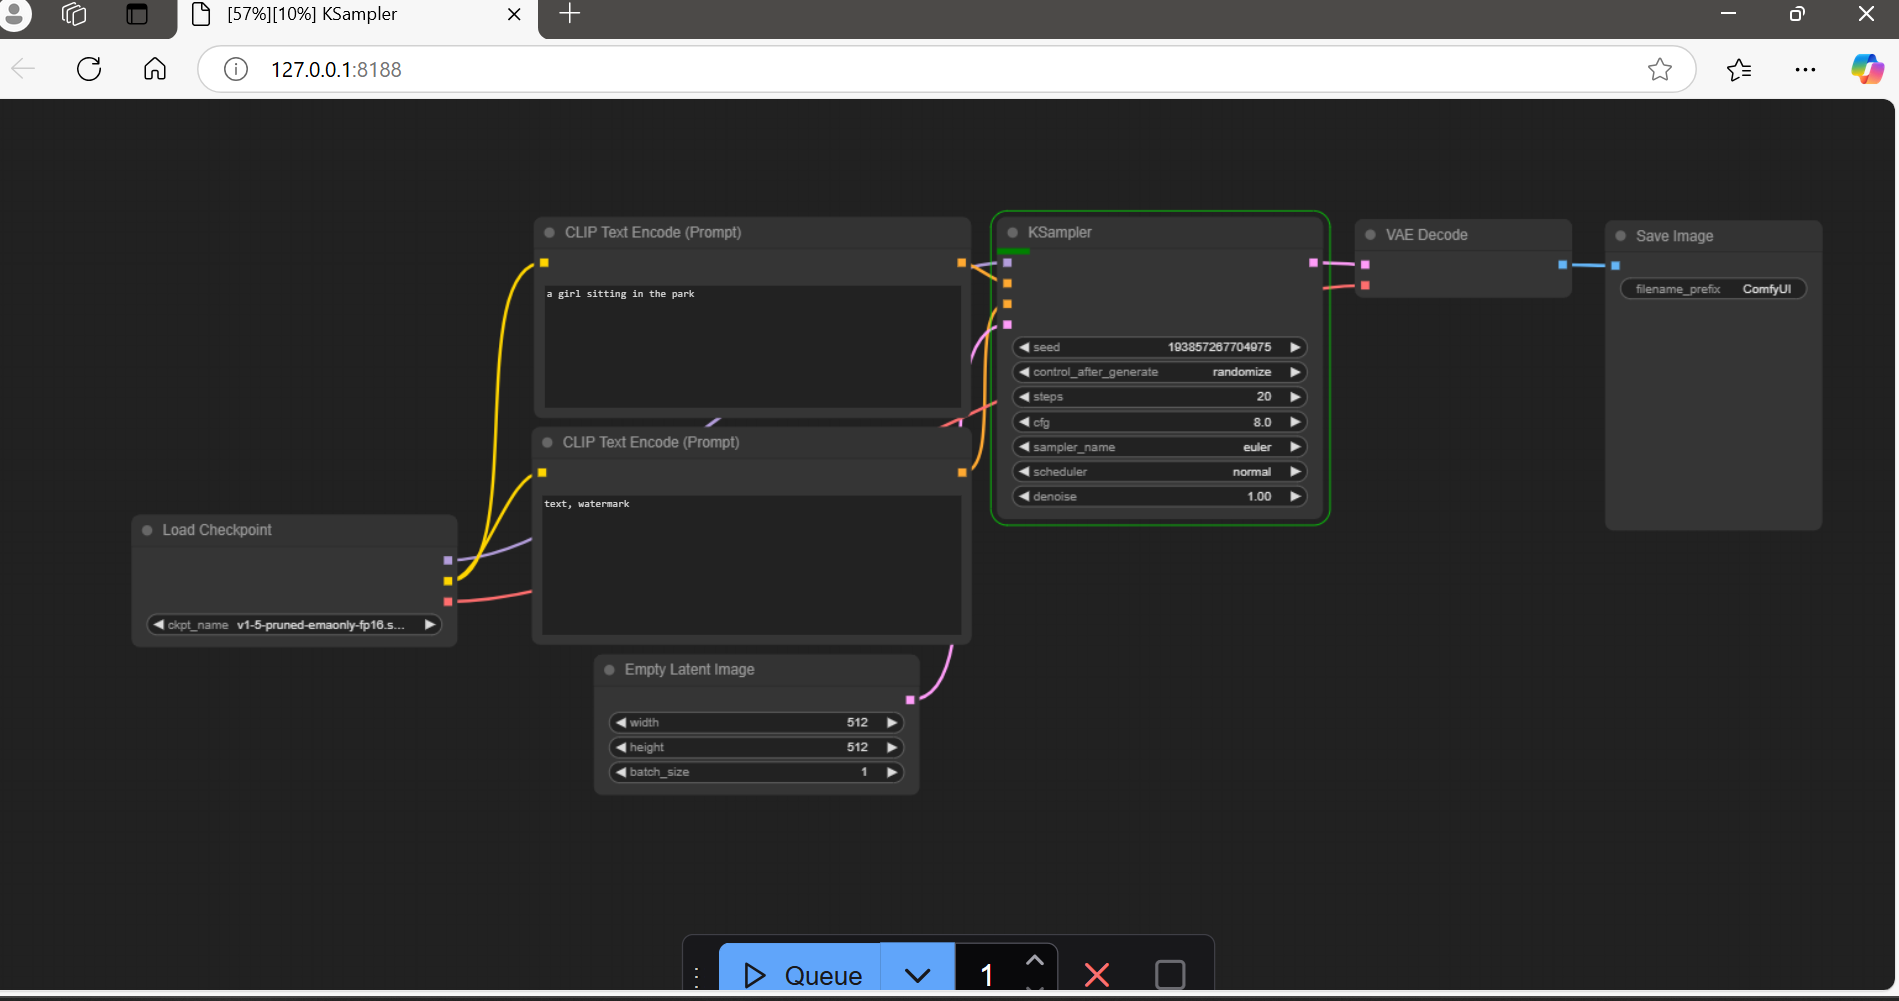 [57%][10%] KSampler
127.0.0.1:8188
CLIP Text Encode (Prompt)
a girl sitting in the park
CLIP Text Encode (Prompt)
text, watermark
Load Checkpoint
ckpt_name v1-5-pruned-emaonly-fp16.s...
Empty Latent Image
width 512
height 512
batch_size 1
KSampler
seed 193857267704975
control_after_generate randomize
steps 20
cfg 8.0
sampler_name euler
scheduler normal
denoise 1.00
VAE Decode
Save Image
filename_prefix ComfyUI
Queue
1